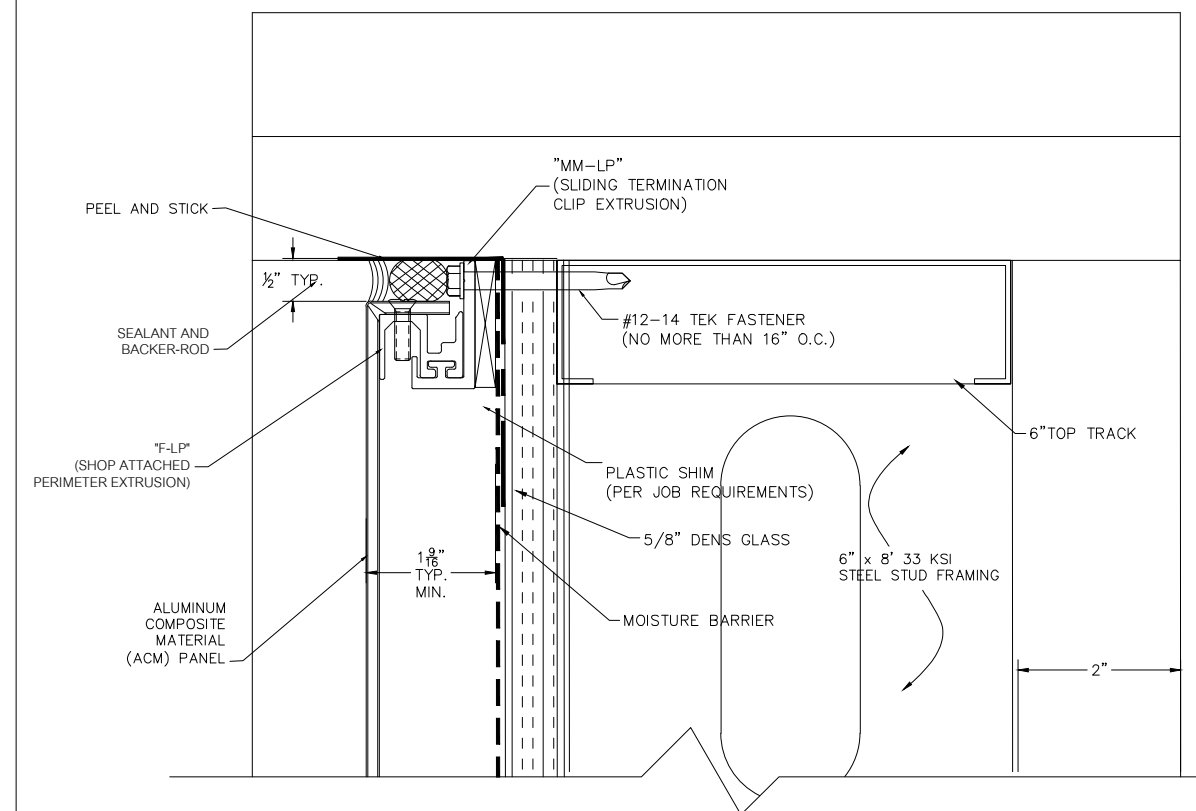 "MM-LP"
(SLIDING TERMINATION
CLIP EXTRUSION)
PEEL AND STICK
½" TYP.
SEALANT AND
BACKER-ROD
#12-14 TEK FASTENER
(NO MORE THAN 16" O.C.)
6"TOP TRACK
"F-LP"
(SHOP ATTACHED
PERIMETER EXTRUSION)
PLASTIC SHIM
(PER JOB REQUIREMENTS)
5/8" DENS GLASS
6" x 8' 33 KSI
STEEL STUD FRAMING
1 9/16"
TYP.
MIN.
ALUMINUM
COMPOSITE
MATERIAL
(ACM) PANEL
MOISTURE BARRIER
2"